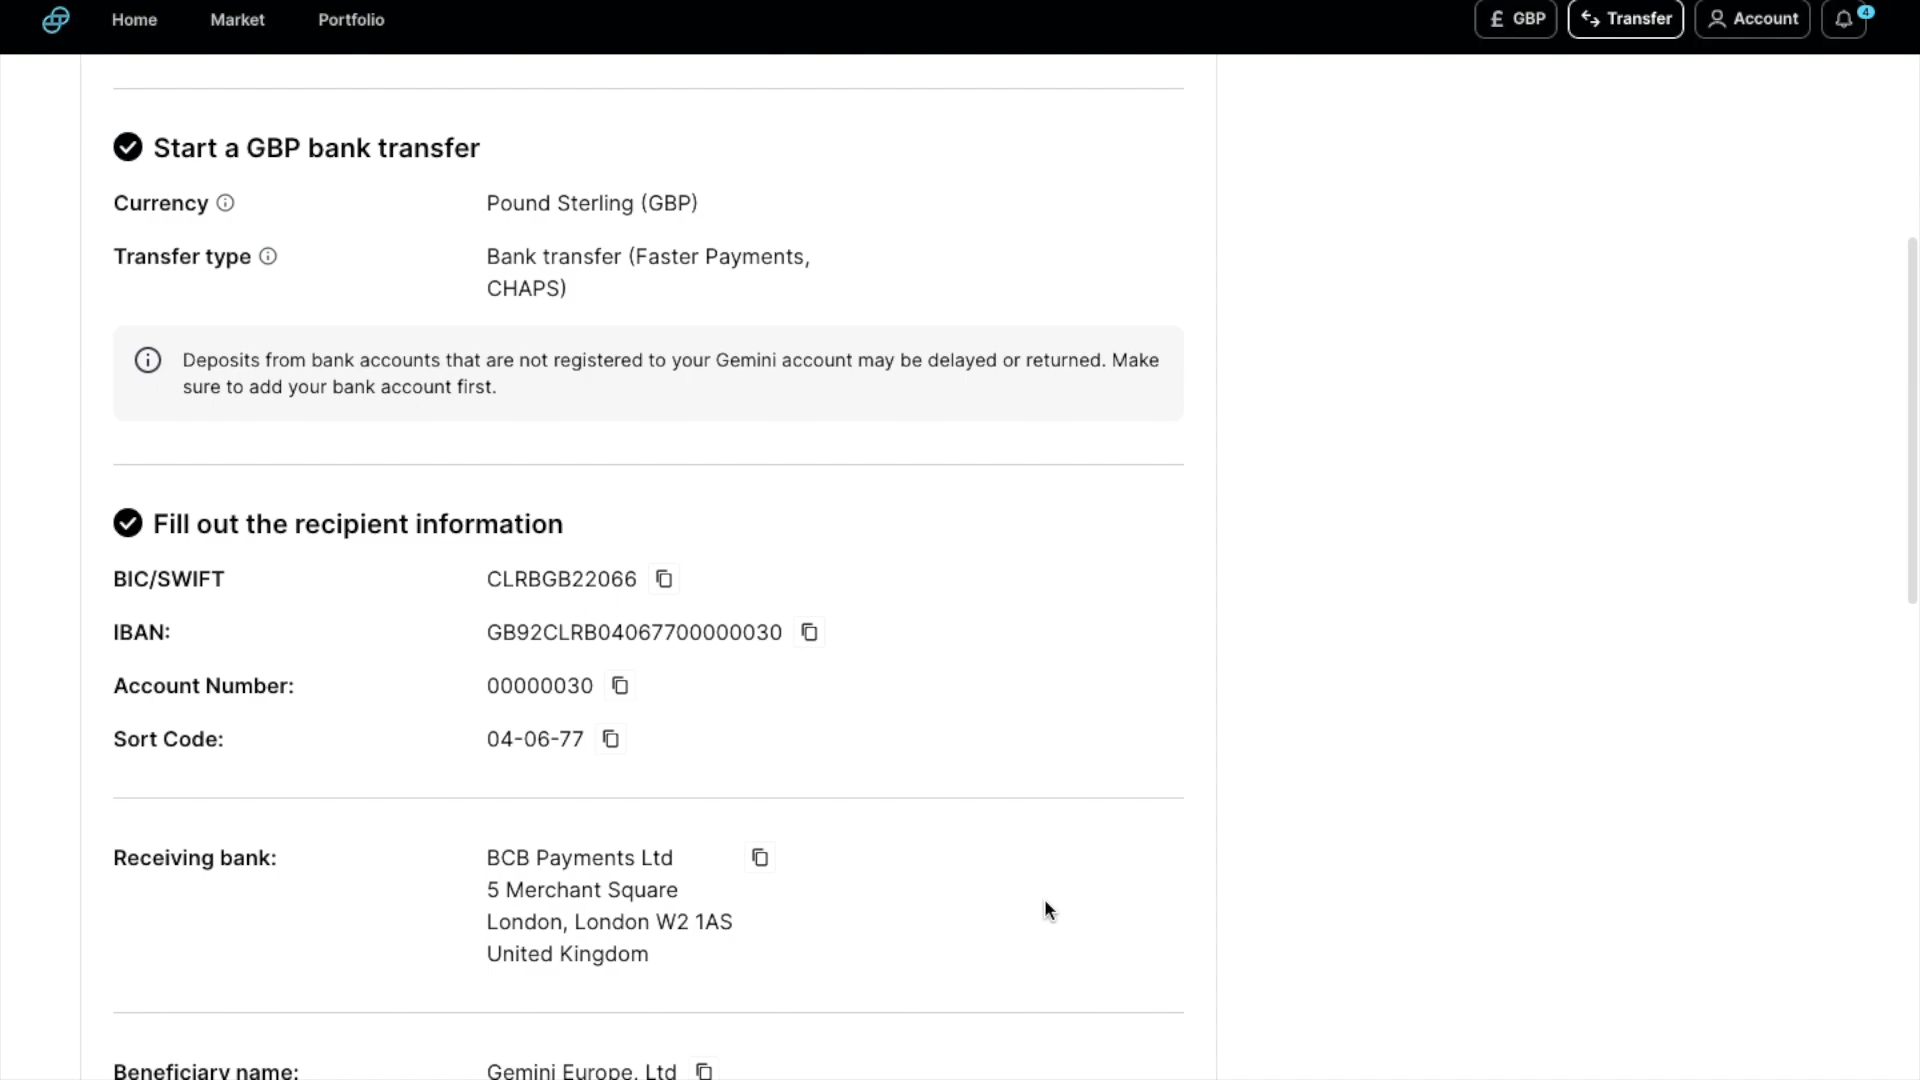 Home Market Portfolio £ GBP Transfer Account 4
Start a GBP bank transfer
Currency Pound Sterling (GBP)
Transfer type Bank transfer (Faster Payments,
CHAPS)
Deposits from bank accounts that are not registered to your Gemini account may be delayed or returned. Make
sure to add your bank account first.
Fill out the recipient information
BIC/SWIFT CLRBGB22066
IBAN: GB92CLRB04067700000030
Account Number: 00000030
Sort Code: 04-06-77
Receiving bank: BCB Payments Ltd
5 Merchant Square
London, London W2 1AS
United Kingdom
Beneficiary name: Gemini Europe, Ltd